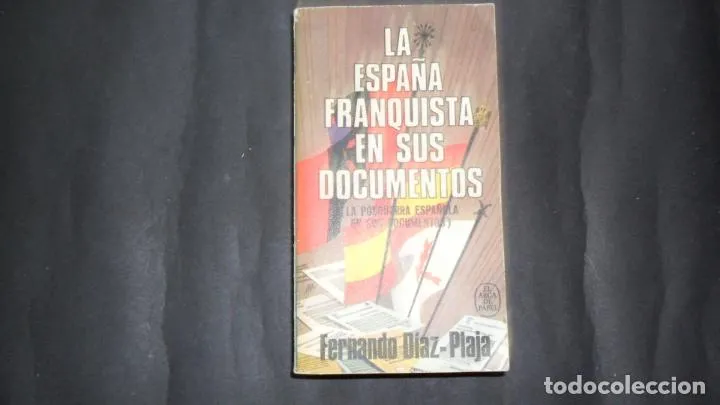 LA
ESPAÑA
FRANQUISTA
EN SUS
DOCUMENTOS
(LA POSGUERRA ESPAÑOLA
EN SUS DOCUMENTOS)
EL
ARCA
DE
PAPEL
Fernando Díaz-Plaja
todocoleccion